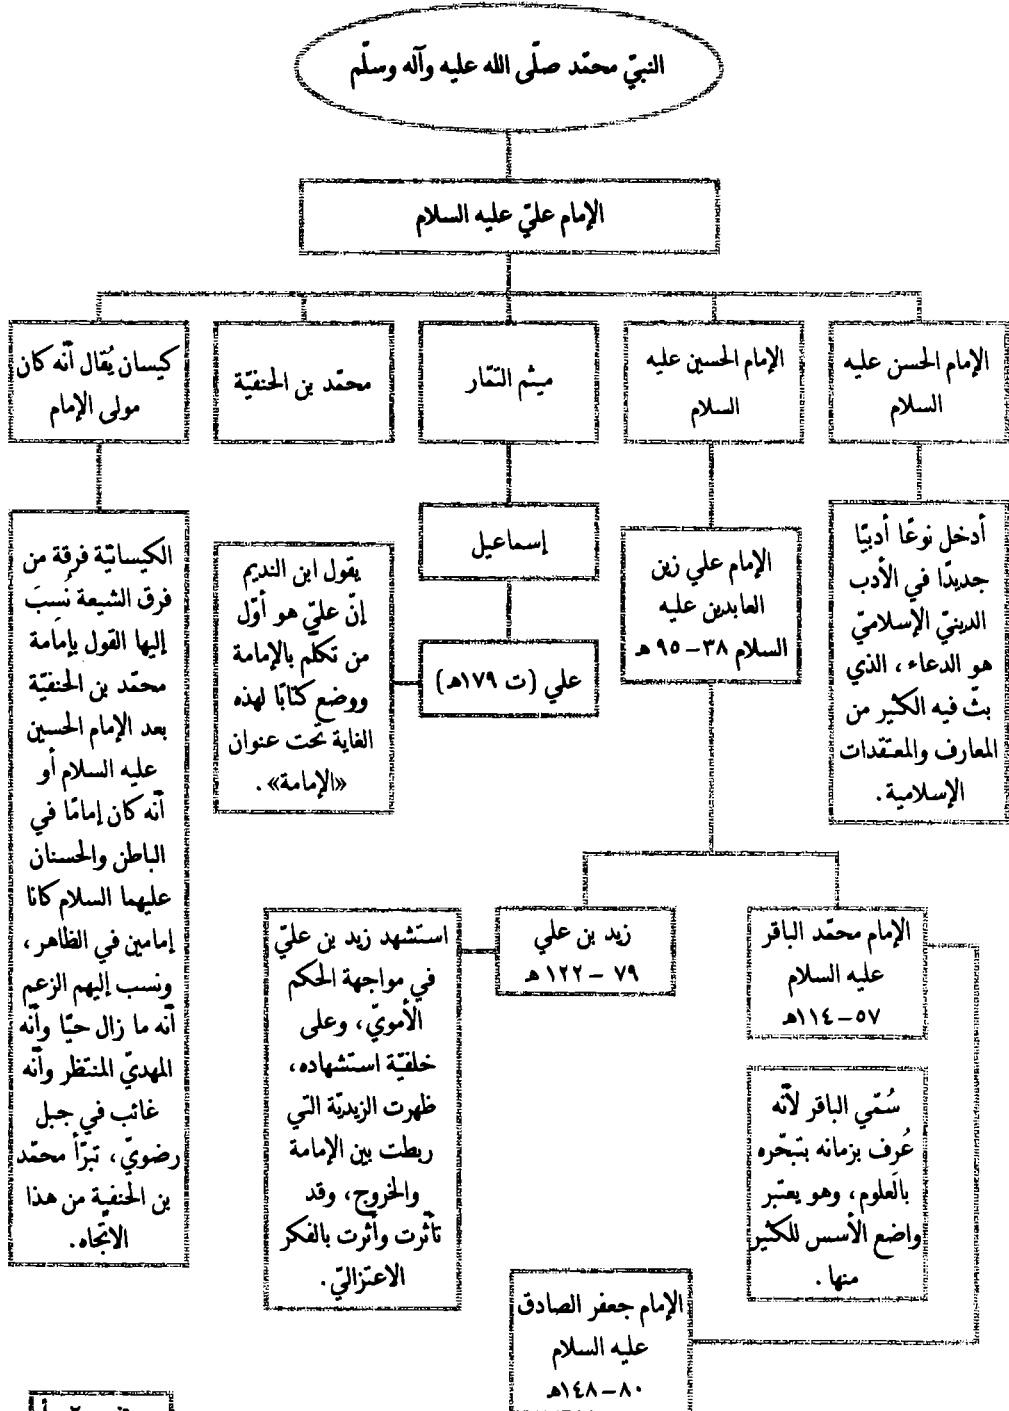 النبيّ محمّد صلّى الله عليه وآله وسلّم
الإمام عليّ عليه السلام
الإمام الحسن عليه
السلام
الإمام الحسين عليه
السلام
ميثم التمّار
محمّد بن الحنفيّة
كيسان يُقال أنّه كان
مولى الإمام
أدخل نوعًا أدبيًا
جديدًا في الأدب
الدينيّ الإسلاميّ
هو الدعاء، الذي
بثّ فيه الكثير من
المعارف والمعتقدات
الإسلامية.
الإمام علي زين
العابدين عليه
السلام ٣٨–٩٥ هـ
إسماعيل
علي (ت ١٧٩هـ)
يقول ابن النديم
إنّ عليّ هو أوّل
من تكلّم بالإمامة
ووضع كتابًا لهذه
الغاية تحت عنوان
«الإمامة».
الكيسانيّة فرقة من
فرق الشيعة نُسِبَ
إليها القول بإمامة
محمّد بن الحنفيّة
بعد الإمام الحسين
عليه السلام أو
أنّه كان إمامًا في
الباطن والحسنان
عليهما السلام كانا
إمامين في الظاهر،
ونسب إليهم الزعم
أنّه ما زال حيًّا وأنّه
المهديّ المنتظر وأنّه
غائب في جبل
رضويّ، تبرّأ محمّد
بن الحنفية من هذا
الاتّجاه.
الإمام محمّد الباقر
عليه السلام
٥٧–١١٤هـ
سُمّي الباقر لأنّه
عُرِف بزمانه بتبحّره
بالعلوم، وهو يعتبر
واضع الأسس للكثير
منها.
زيد بن علي
٧٩ –١٢٢ هـ
استشهد زيد بن عليّ
في مواجهة الحكم
الأمويّ، وعلى
خلفيّة استشهاده،
ظهرت الزيديّة التي
ربطت بين الإمامة
والخروج، وقد
تأثّرت وأثّرت بالفكر
الاعتزاليّ.
الإمام جعفر الصادق
عليه السلام
٨٠–١٤٨هـ